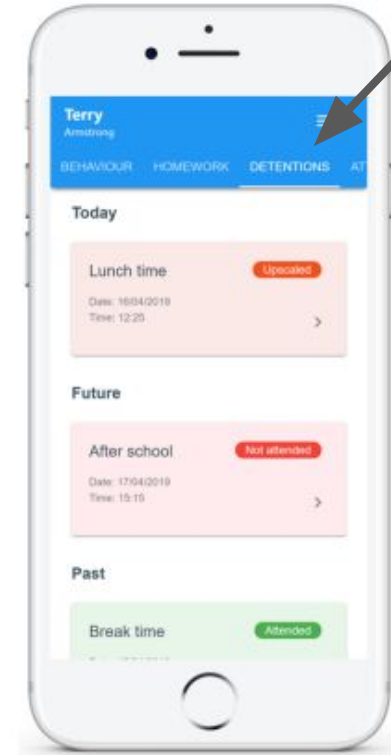 Terry
Armstrong
BEHAVIOUR HOMEWORK DETENTIONS AT
Today
Lunch time Upscaled
Date: 16/04/2019
Time: 12:25
Future
After school Not attended
Date: 17/04/2019
Time: 15:15
Past
Break time Attended